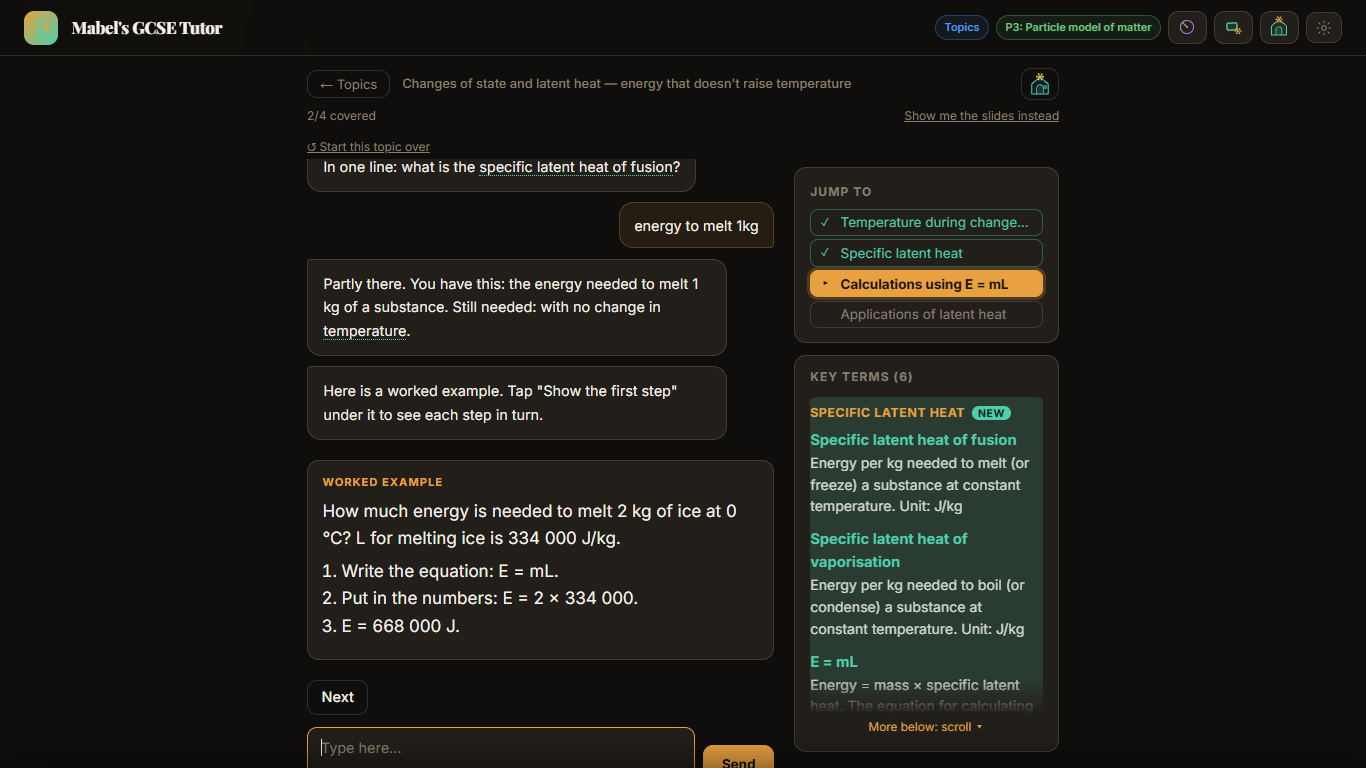 Mabel's GCSE Tutor
Topics
P3: Particle model of matter
← Topics
Changes of state and latent heat — energy that doesn't raise temperature
2/4 covered
Show me the slides instead
↺ Start this topic over
In one line: what is the specific latent heat of fusion?
energy to melt 1kg
Partly there. You have this: the energy needed to melt 1
kg of a substance. Still needed: with no change in
temperature.
Here is a worked example. Tap "Show the first step"
under it to see each step in turn.
WORKED EXAMPLE
How much energy is needed to melt 2 kg of ice at 0
°C? L for melting ice is 334 000 J/kg.
1. Write the equation: E = mL.
2. Put in the numbers: E = 2 × 334 000.
3. E = 668 000 J.
Next
Type here...
Send
JUMP TO
✓ Temperature during change...
✓ Specific latent heat
▸ Calculations using E = mL
Applications of latent heat
KEY TERMS (6)
SPECIFIC LATENT HEAT NEW
Specific latent heat of fusion
Energy per kg needed to melt (or
freeze) a substance at constant
temperature. Unit: J/kg
Specific latent heat of
vaporisation
Energy per kg needed to boil (or
condense) a substance at
constant temperature. Unit: J/kg
E = mL
Energy = mass × specific latent
heat. The equation for calculating
More below: scroll ▾